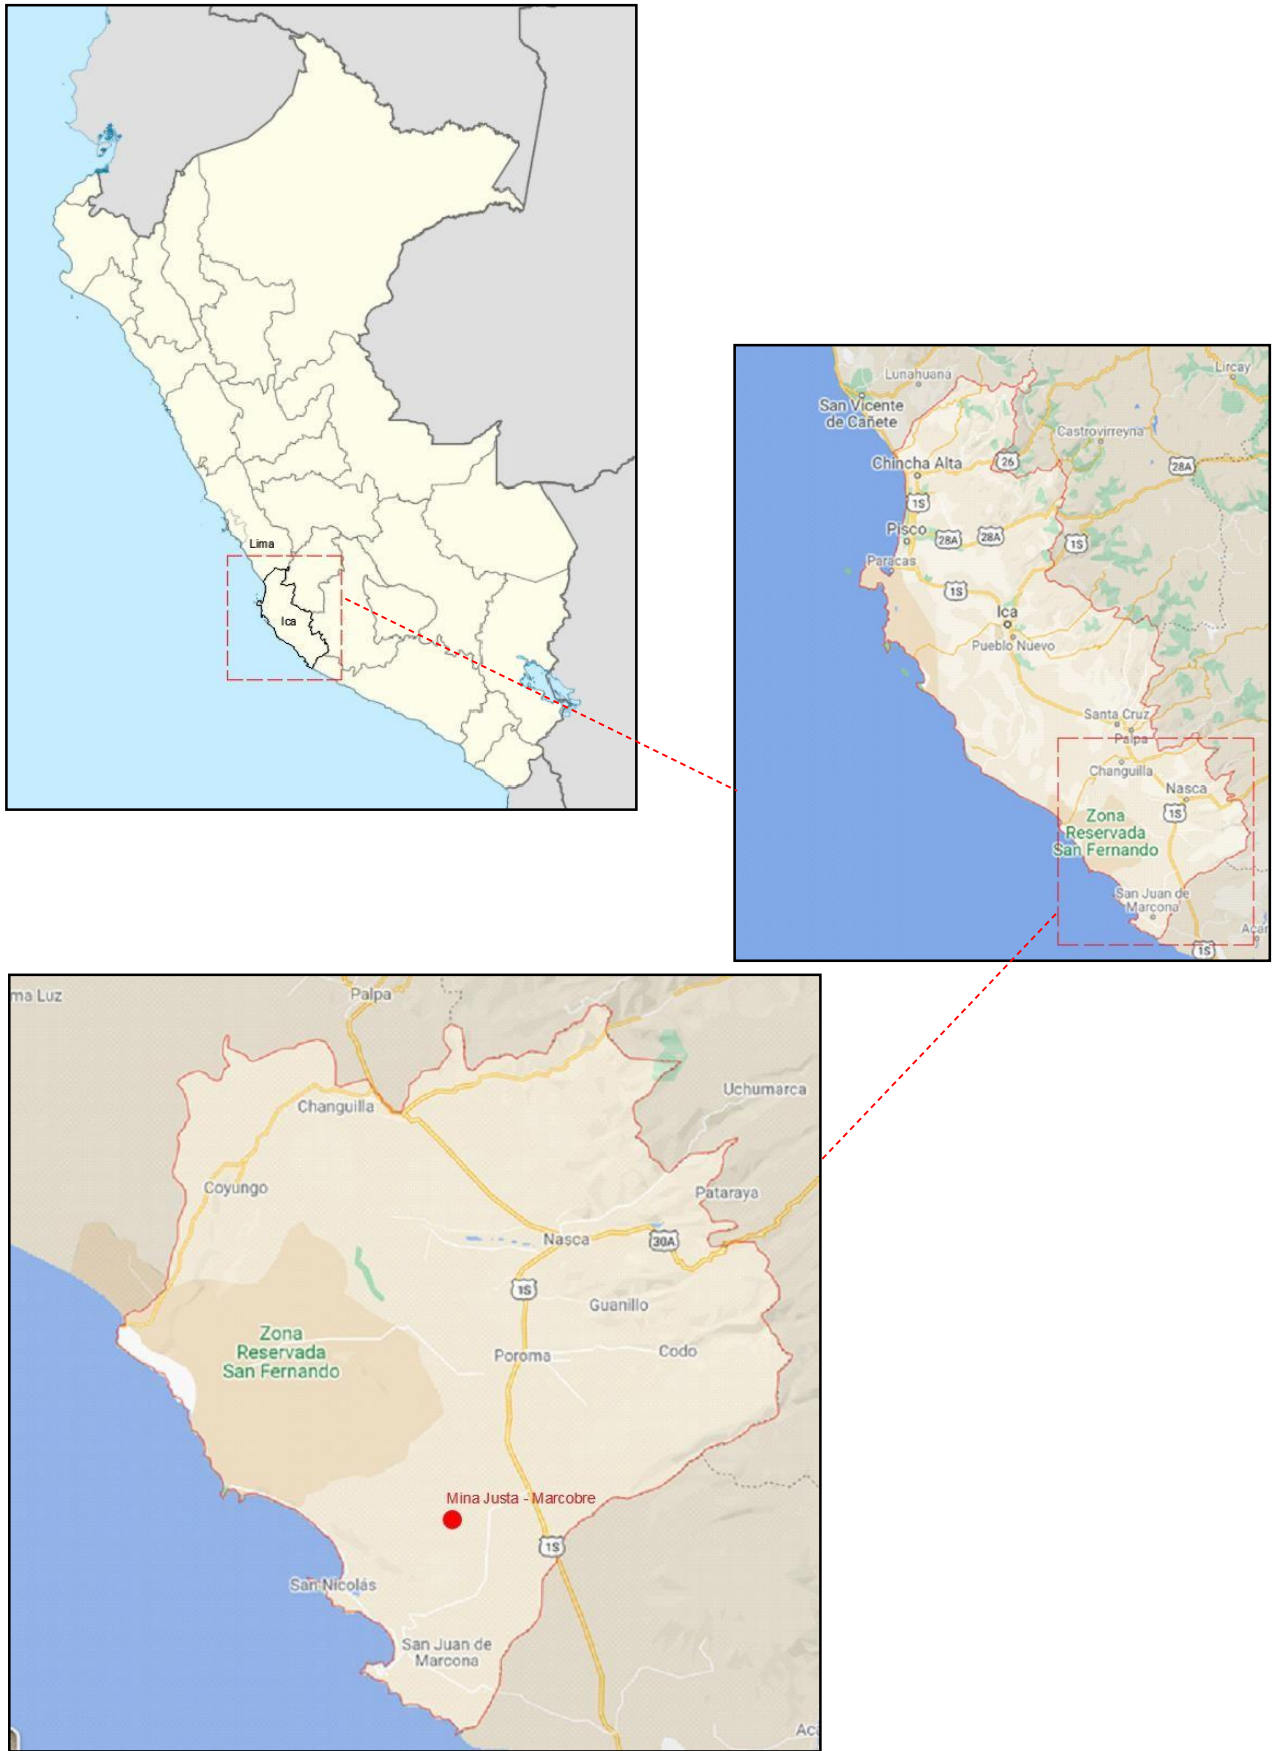 Lima
Ica
Lunahuaná
Lircay
San Vicente
de Cañete
Castrovirreyna
Chincha Alta
26
28A
1S
Pisco
28A
28A
1S
Paracas
1S
Ica
Pueblo Nuevo
Santa Cruz
Palpa
Changuilla
Nasca
1S
Zona
Reservada
San Fernando
San Juan de
Marcona
Acar
1S
ma Luz
Palpa
Uchumarca
Changuilla
Coyungo
Pataraya
Nasca
30A
1S
Guanillo
Zona
Reservada
San Fernando
Poroma
Codo
Mina Justa - Marcobre
1S
San Nicolás
San Juan de
Marcona
Aca